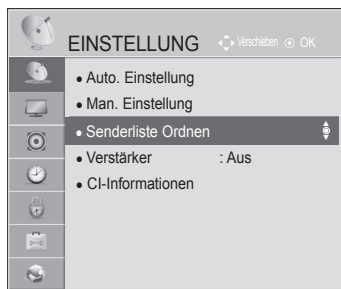 EINSTELLUNG Verschieben OK
• Auto. Einstellung
• Man. Einstellung
• Senderliste Ordnen
• Verstärker : Aus
• CI-Informationen